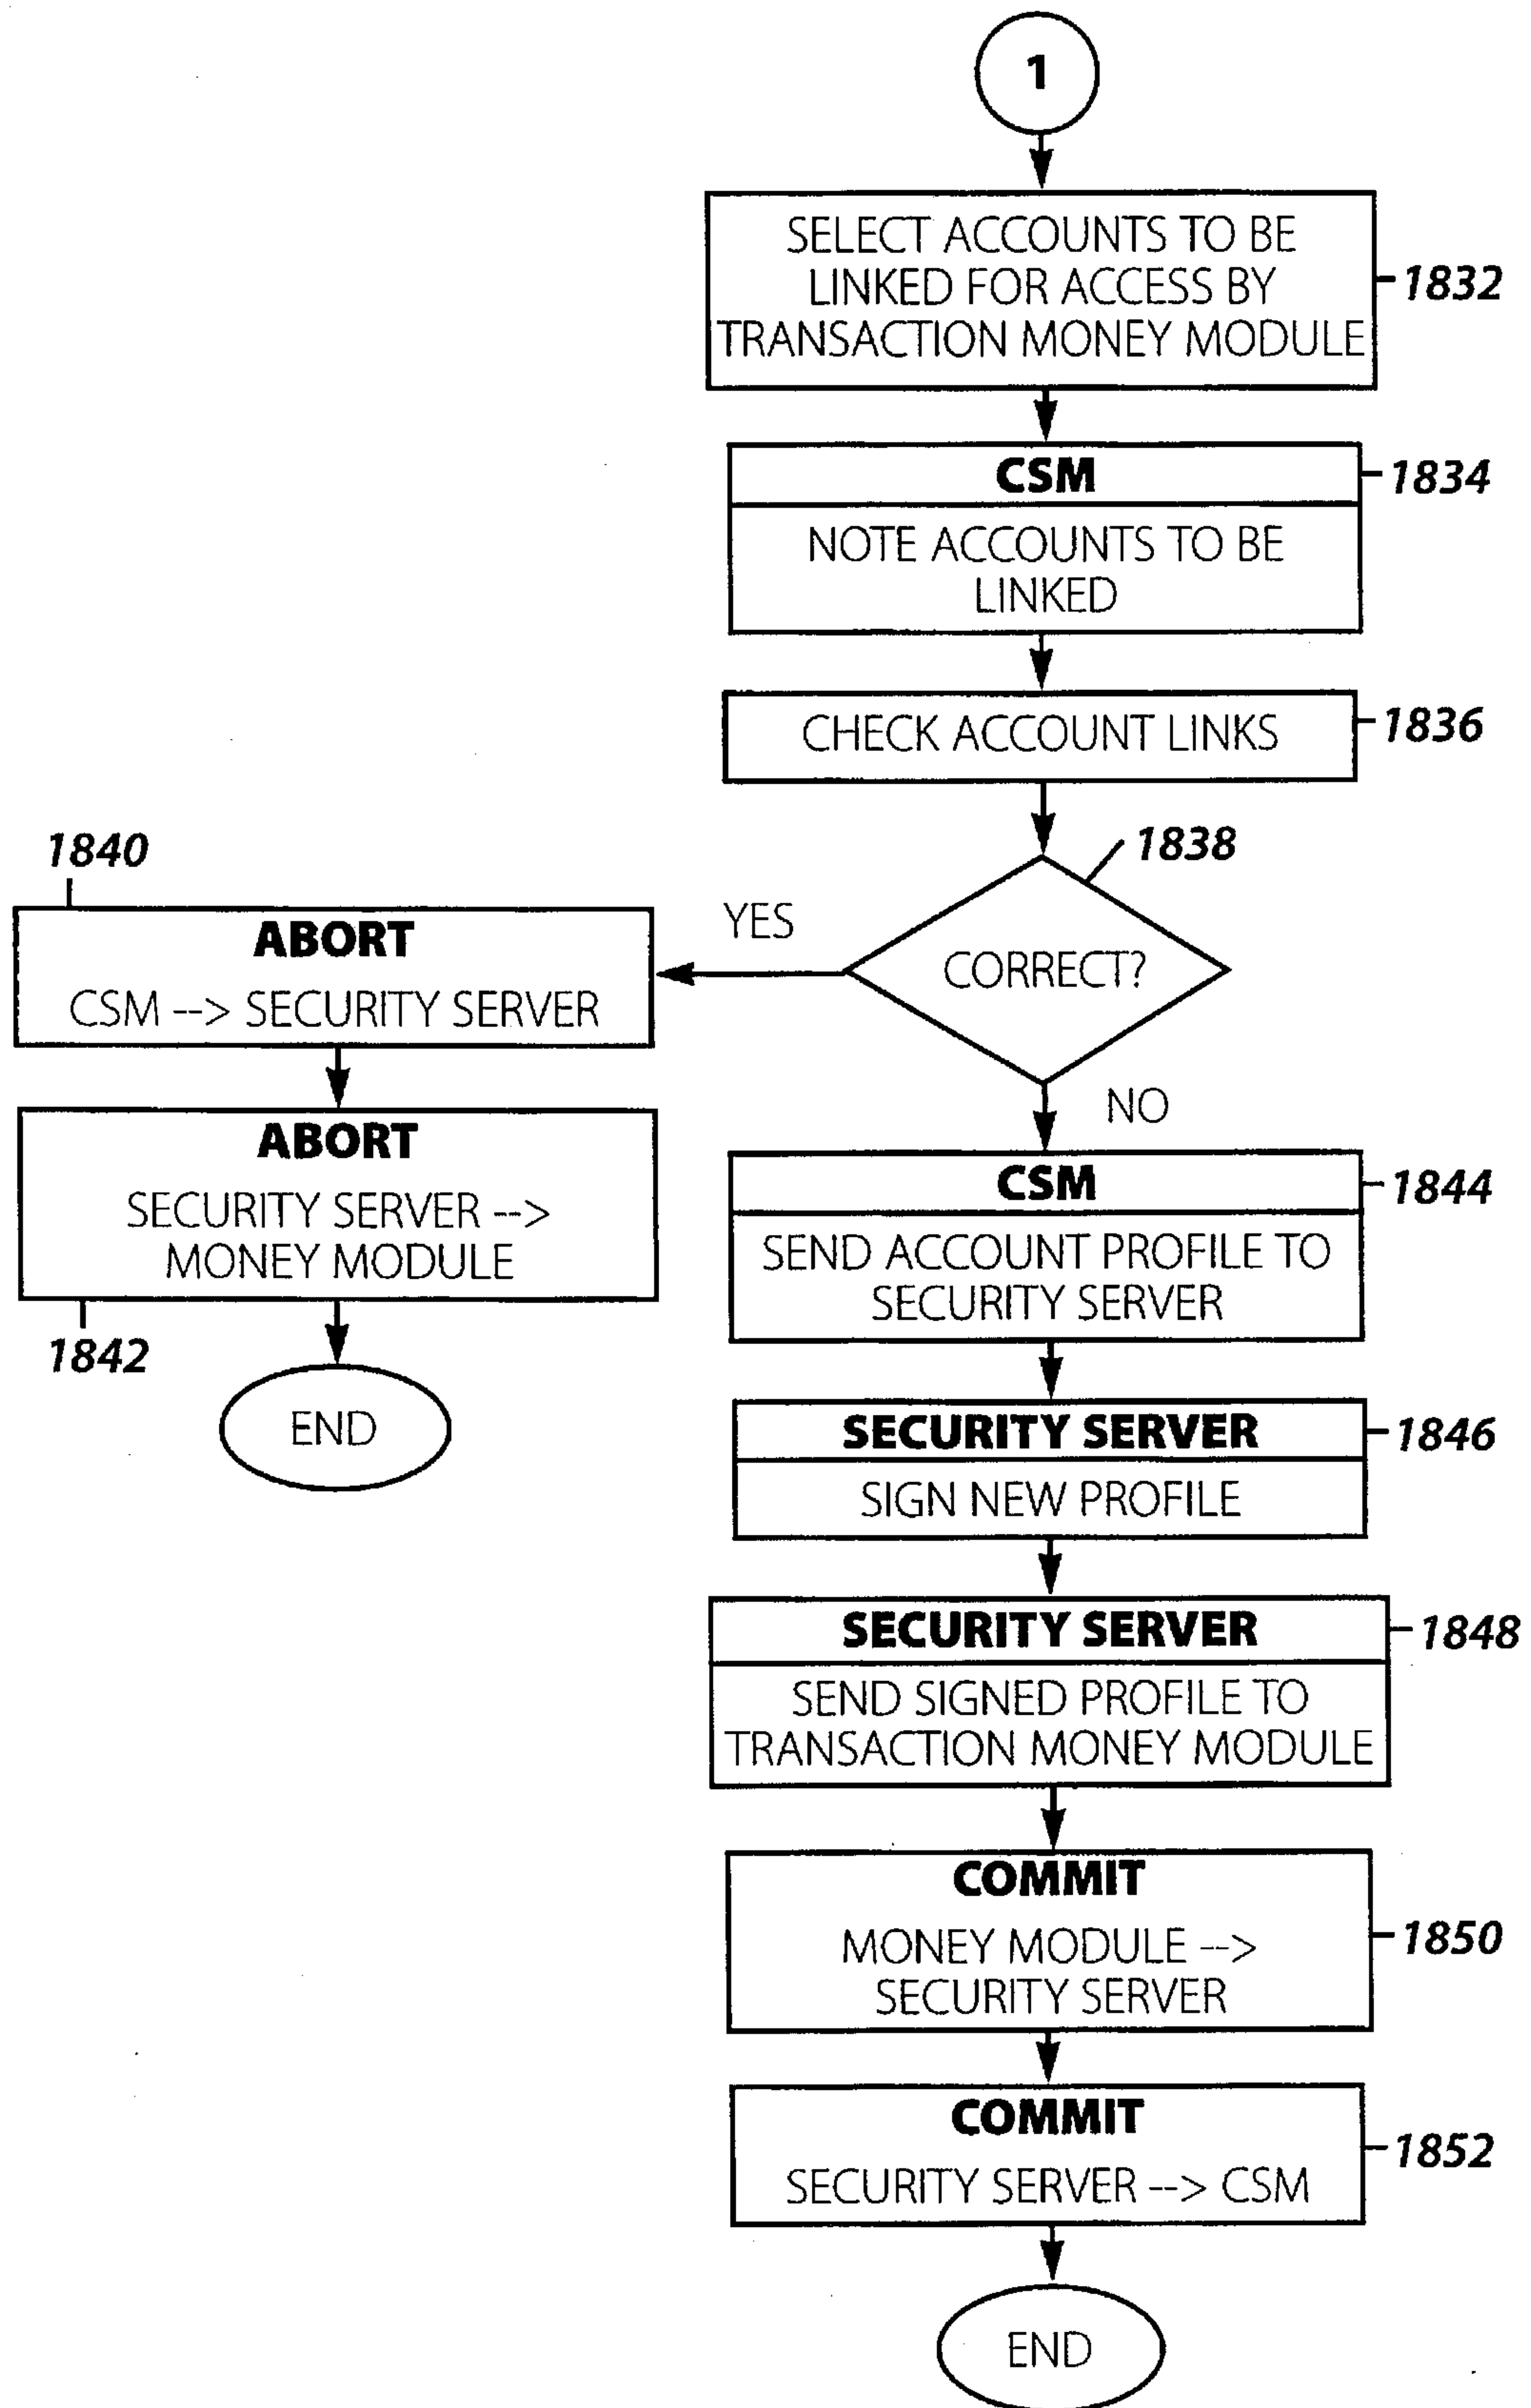 1
SELECT ACCOUNTS TO BE
LINKED FOR ACCESS BY
TRANSACTION MONEY MODULE
1832
CSM
1834
NOTE ACCOUNTS TO BE
LINKED
CHECK ACCOUNT LINKS
1836
1838
CORRECT?
YES
1840
ABORT
CSM --> SECURITY SERVER
ABORT
SECURITY SERVER -->
MONEY MODULE
1842
END
NO
CSM
1844
SEND ACCOUNT PROFILE TO
SECURITY SERVER
SECURITY SERVER
1846
SIGN NEW PROFILE
SECURITY SERVER
1848
SEND SIGNED PROFILE TO
TRANSACTION MONEY MODULE
COMMIT
MONEY MODULE -->
SECURITY SERVER
1850
COMMIT
SECURITY SERVER --> CSM
1852
END